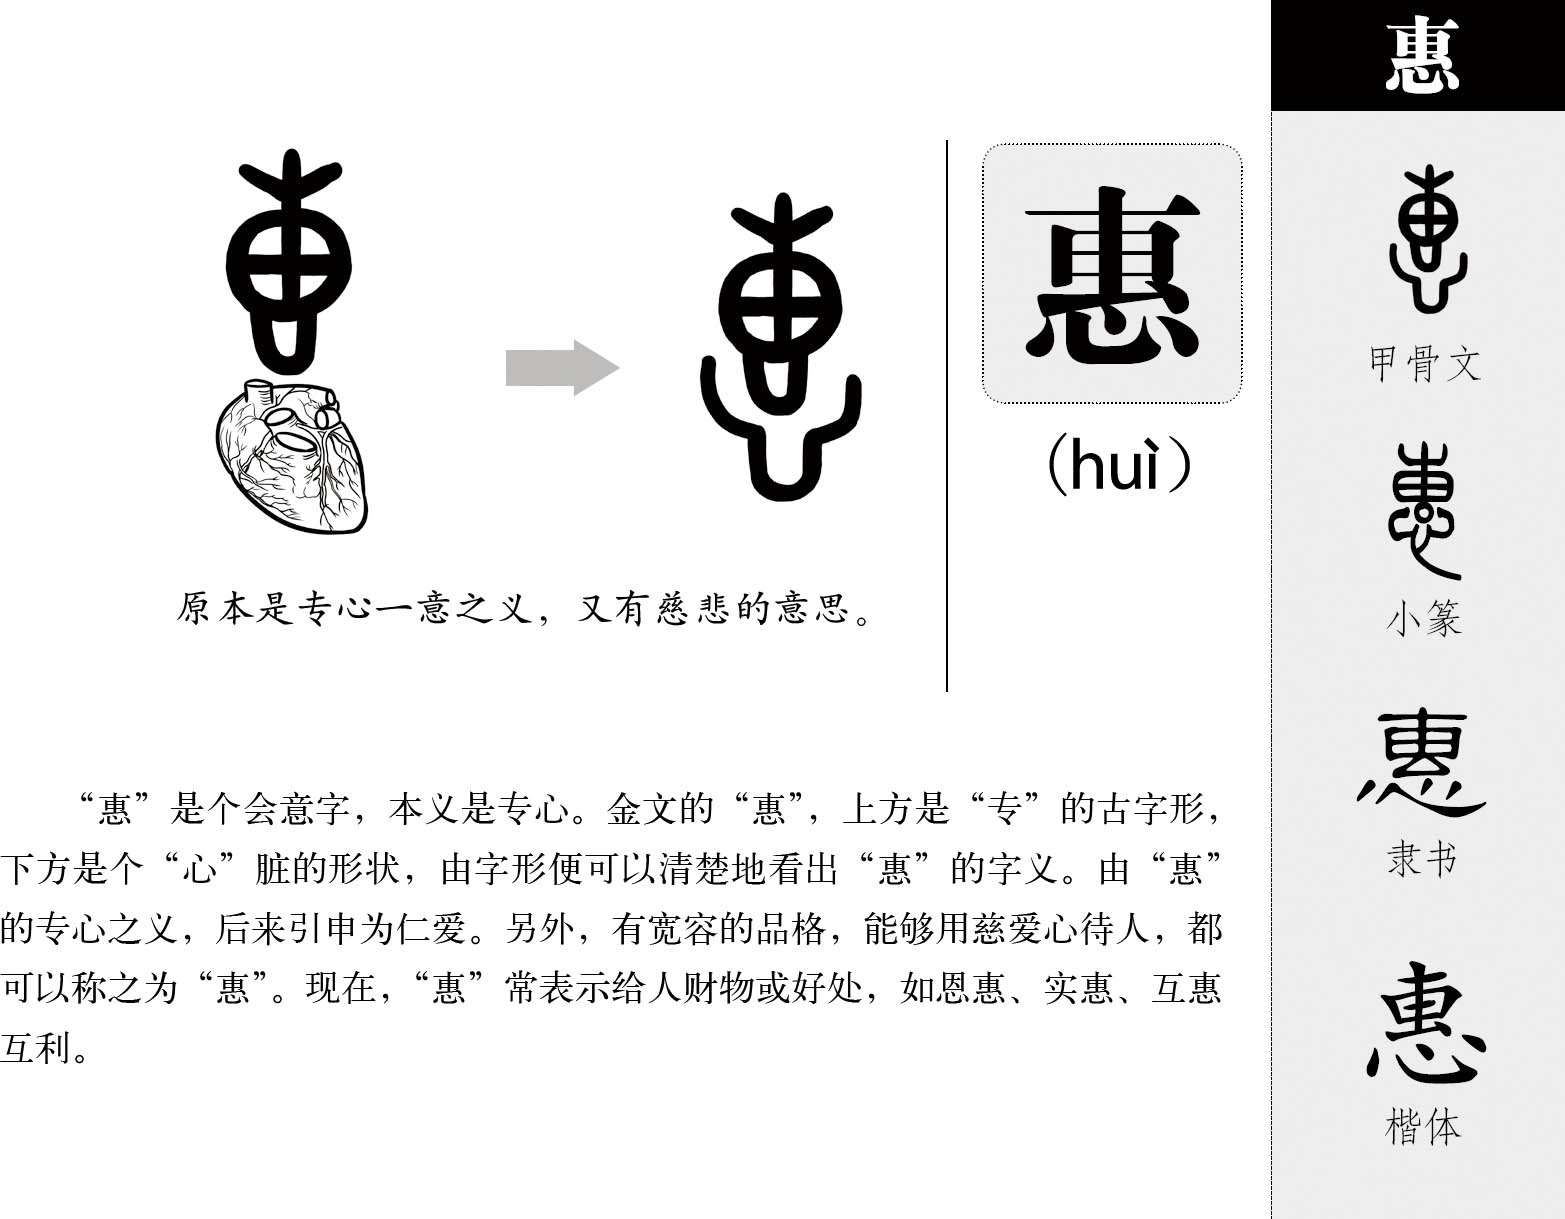 惠
(huì)
原本是专心一意之义，又有慈悲的意思。
“惠”是个会意字，本义是专心。金文的“惠”，上方是“专”的古字形，
下方是个“心”脏的形状，由字形便可以清楚地看出“惠”的字义。由“惠”
的专心之义，后来引申为仁爱。另外，有宽容的品格，能够用慈爱心待人，都
可以称之为“惠”。现在，“惠”常表示给人财物或好处，如恩惠、实惠、互惠
互利。
惠
甲骨文
惠
小篆
惠
隶书
惠
楷体